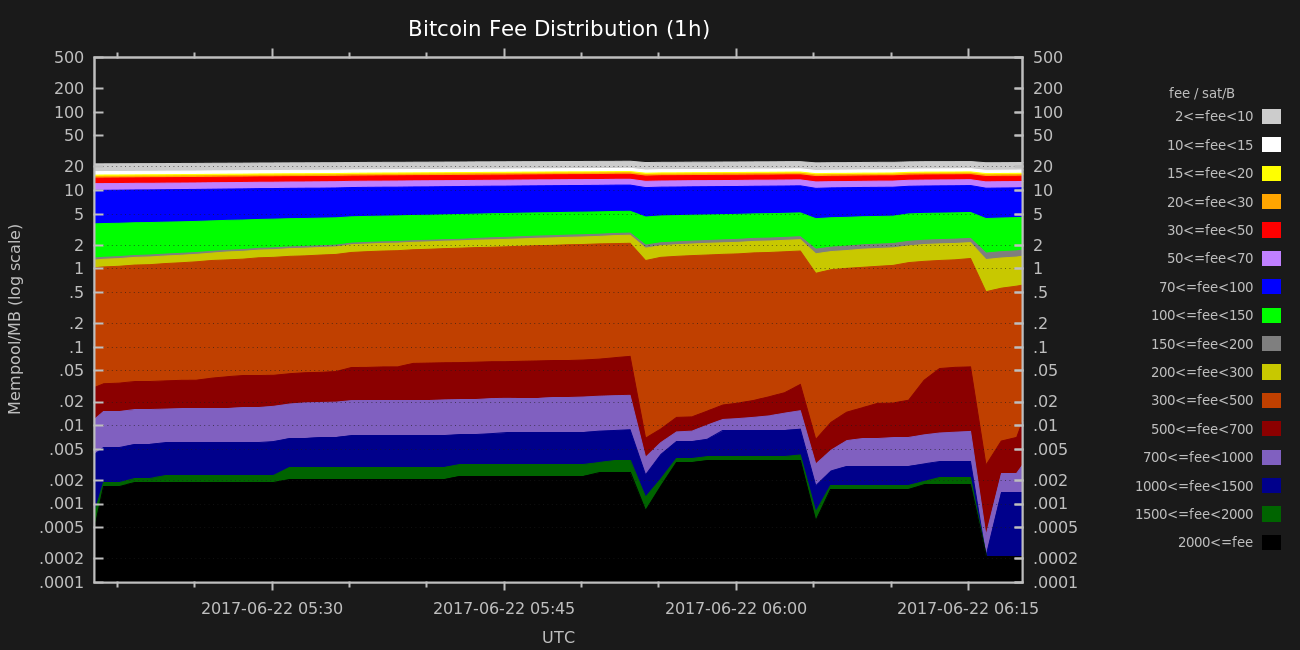 Bitcoin Fee Distribution (1h)
Mempool/MB (log scale)
500
200
100
50
20
10
5
2
1
.5
.2
.1
.05
.02
.01
.005
.002
.001
.0005
.0002
.0001
500
200
100
50
20
10
5
2
1
.5
.2
.1
.05
.02
.01
.005
.002
.001
.0005
.0002
.0001
2017-06-22 05:30
2017-06-22 05:45
2017-06-22 06:00
2017-06-22 06:15
UTC
fee / sat/B
2<=fee<10
10<=fee<15
15<=fee<20
20<=fee<30
30<=fee<50
50<=fee<70
70<=fee<100
100<=fee<150
150<=fee<200
200<=fee<300
300<=fee<500
500<=fee<700
700<=fee<1000
1000<=fee<1500
1500<=fee<2000
2000<=fee